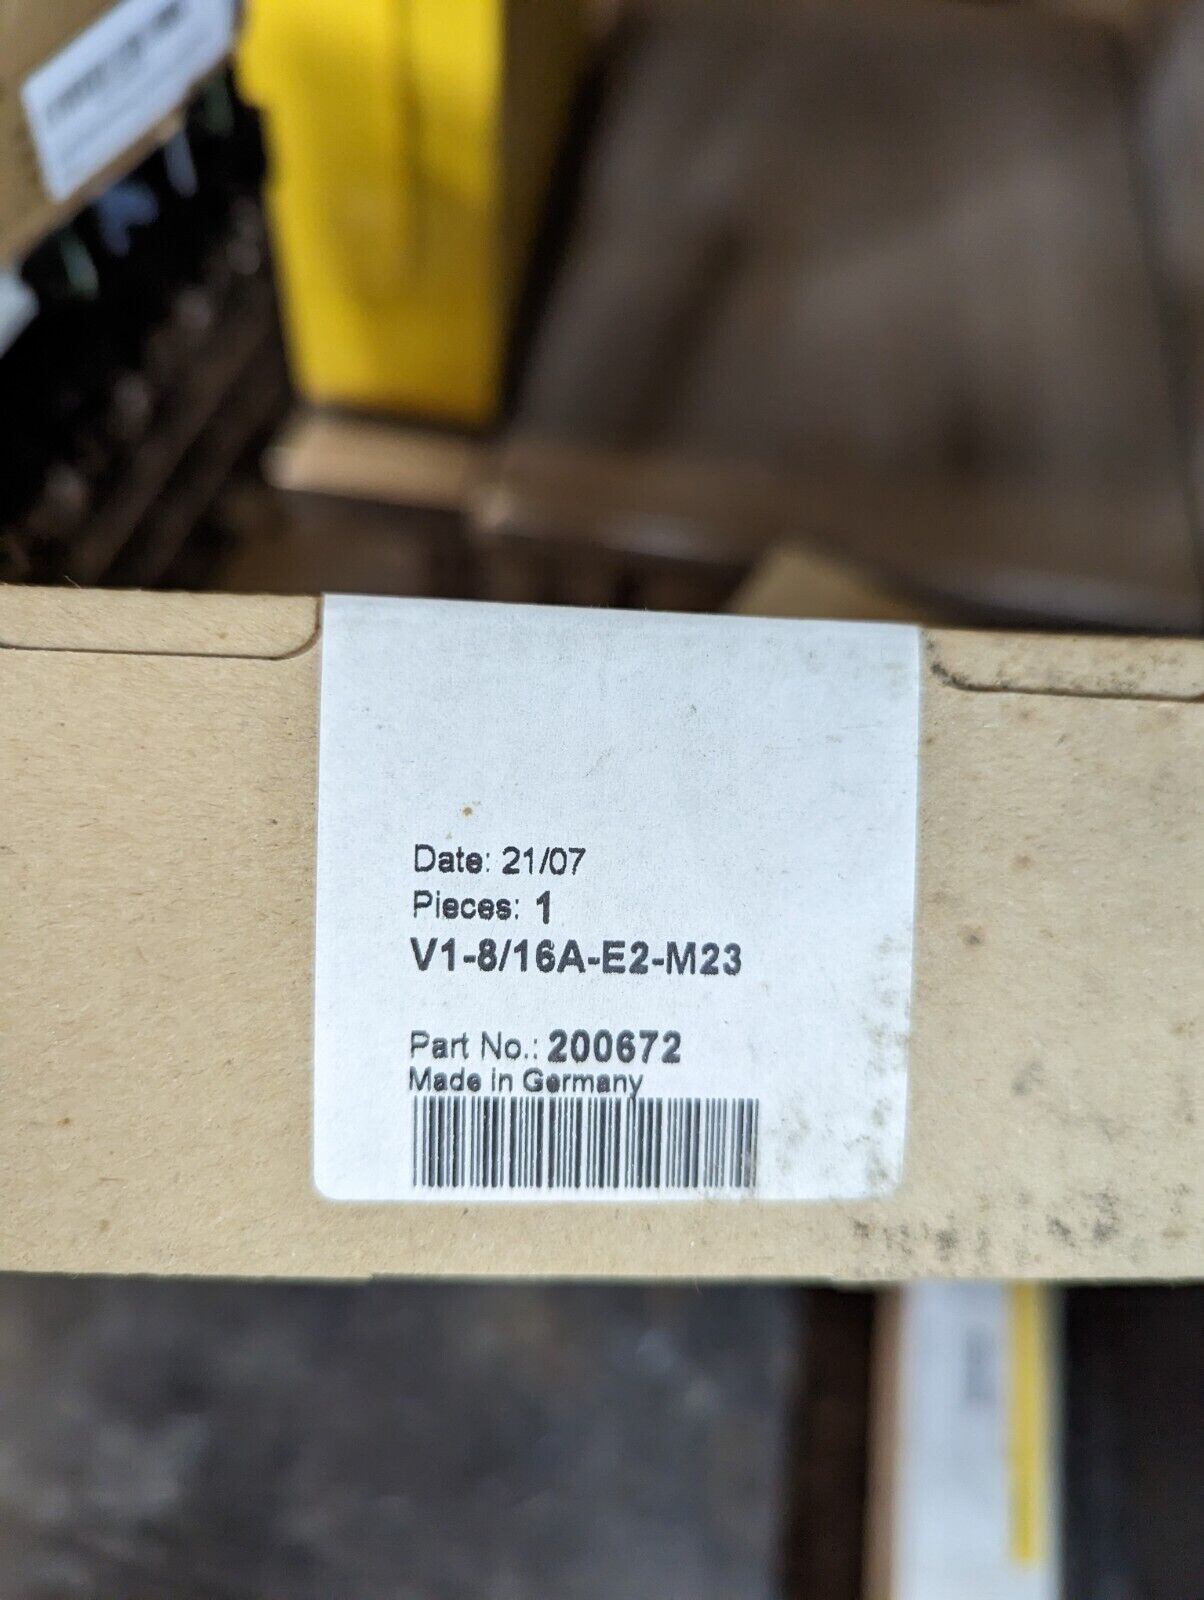 Date: 21/07
Pieces: 1
V1-8/16A-E2-M23
Part No.: 200672
Made in Germany